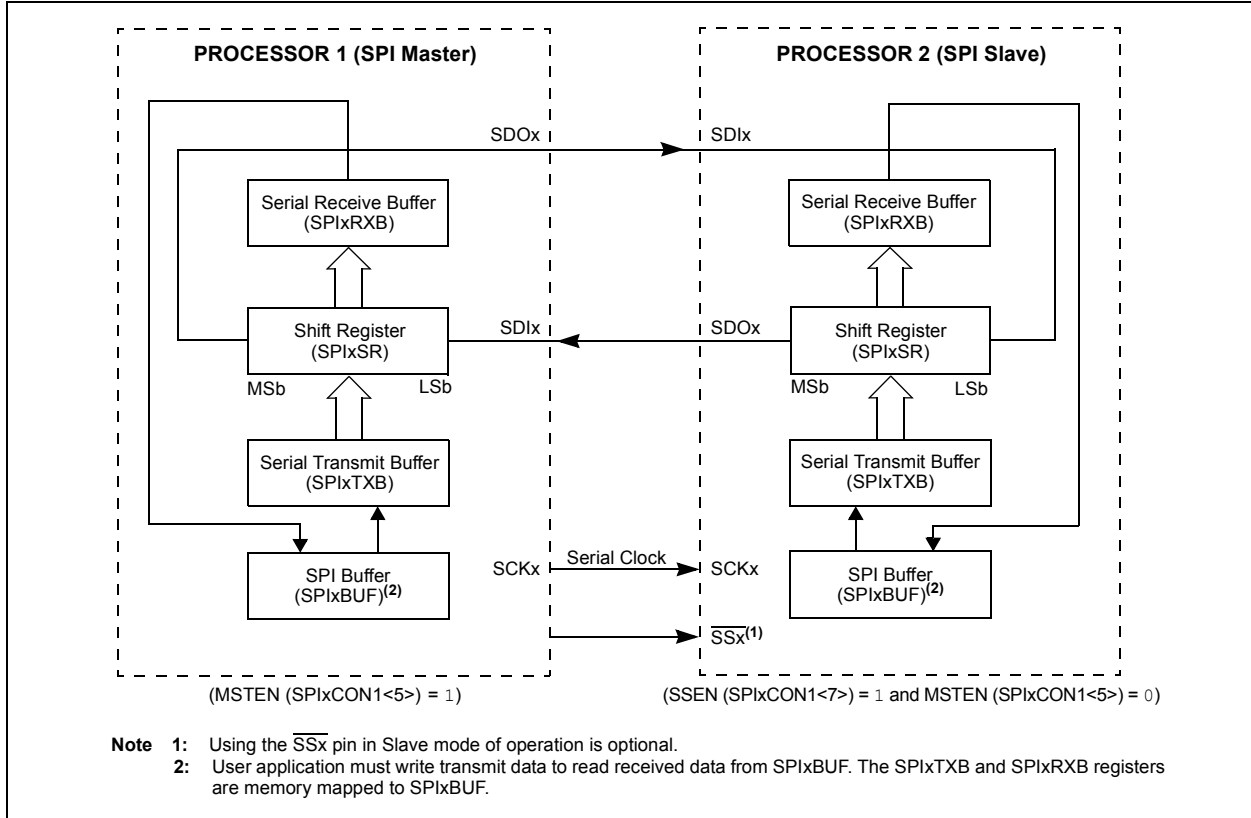 PROCESSOR 1 (SPI Master)
PROCESSOR 2 (SPI Slave)
SDOx
SDIx
Serial Receive Buffer
(SPIxRXB)
Serial Receive Buffer
(SPIxRXB)
Shift Register
(SPIxSR)
SDIx
SDOx
Shift Register
(SPIxSR)
MSb
LSb
MSb
LSb
Serial Transmit Buffer
(SPIxTXB)
Serial Transmit Buffer
(SPIxTXB)
SPI Buffer
(SPIxBUF)(2)
SCKx
Serial Clock
SCKx
SPI Buffer
(SPIxBUF)(2)
SSx(1)
(MSTEN (SPIxCON1<5>) = 1)
(SSEN (SPIxCON1<7>) = 1 and MSTEN (SPIxCON1<5>) = 0)
Note 1: Using the SSx pin in Slave mode of operation is optional.
2: User application must write transmit data to read received data from SPIxBUF. The SPIxTXB and SPIxRXB registers
are memory mapped to SPIxBUF.